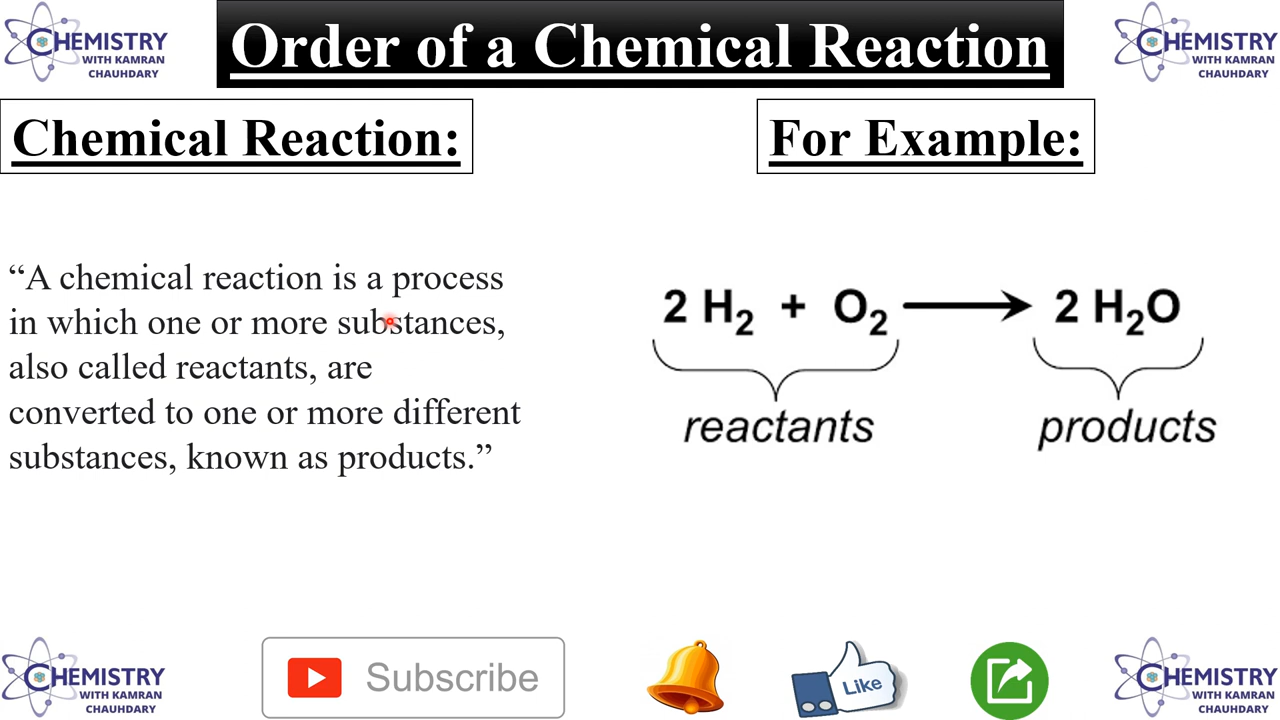 CHEMISTRY
WITH KAMRAN
CHAUHDARY
Order of a Chemical Reaction
CHEMISTRY
WITH KAMRAN
CHAUHDARY
Chemical Reaction:
For Example:
“A chemical reaction is a process
in which one or more substances,
also called reactants, are
converted to one or more different
substances, known as products.”
2 H₂ + O₂ ⟶ 2 H₂O
reactants
products
CHEMISTRY
WITH KAMRAN
CHAUHDARY
Subscribe
Like
CHEMISTRY
WITH KAMRAN
CHAUHDARY